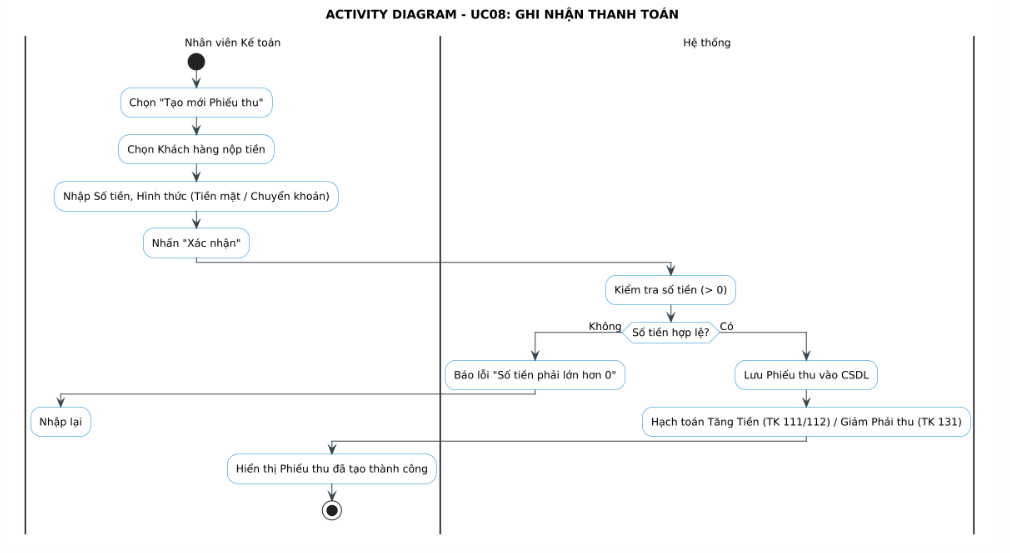 ACTIVITY DIAGRAM - UC08: GHI NHẬN THANH TOÁN
Nhân viên Kế toán
Hệ thống
Chọn "Tạo mới Phiếu thu"
Chọn Khách hàng nộp tiền
Nhập Số tiền, Hình thức (Tiền mặt / Chuyển khoản)
Nhấn "Xác nhận"
Kiểm tra số tiền (> 0)
Không
Số tiền hợp lệ?
Có
Báo lỗi "Số tiền phải lớn hơn 0"
Lưu Phiếu thu vào CSDL
Nhập lại
Hạch toán Tăng Tiền (TK 111/112) / Giảm Phải thu (TK 131)
Hiển thị Phiếu thu đã tạo thành công